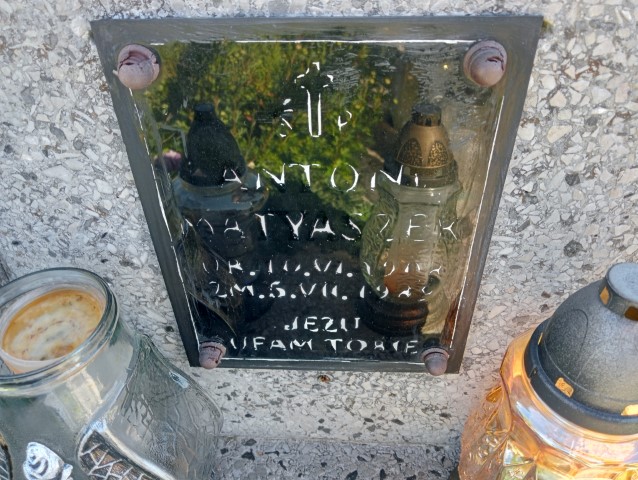 Ś P
ANTONI
MATYASZEK
UR. 10. VI.
ZM. 5. VII.
JEZU
UFAM TOBIE